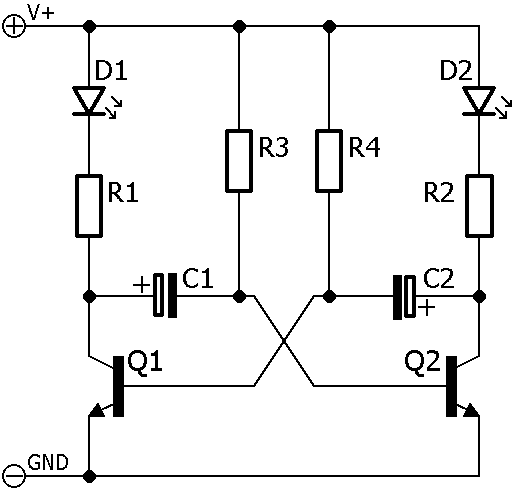 V+
D1
D2
R3
R4
R1
R2
+
C1
C2
+
Q1
Q2
GND